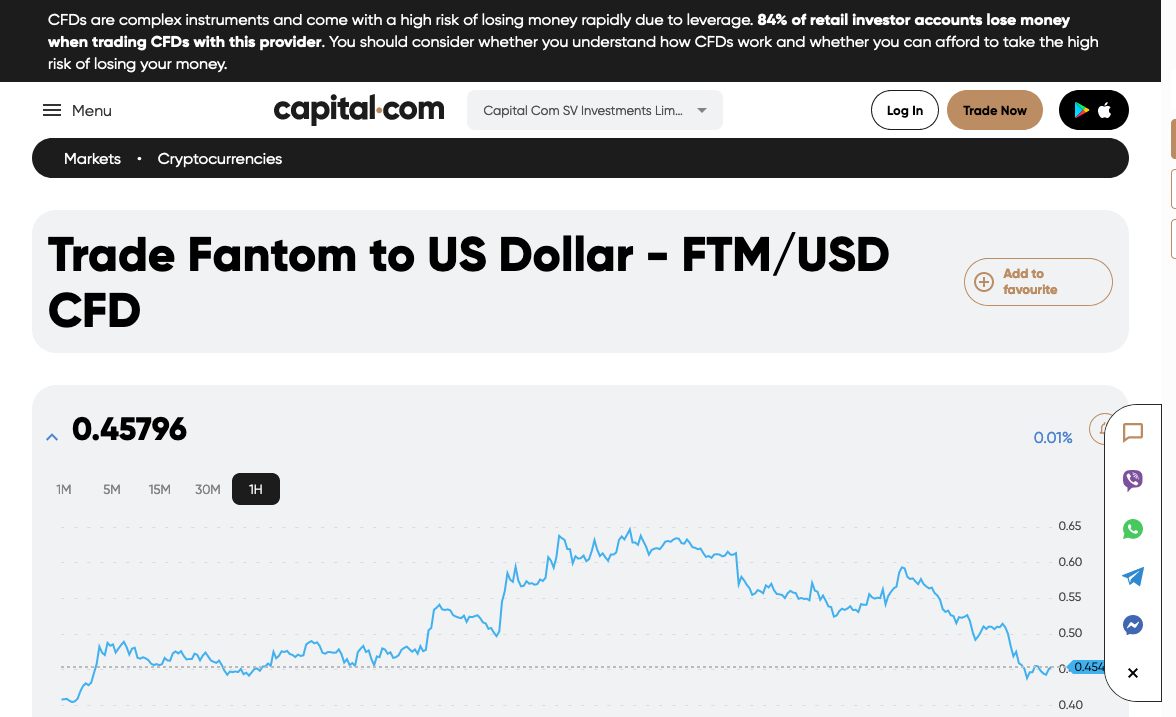 CFDs are complex instruments and come with a high risk of losing money rapidly due to leverage. 84% of retail investor accounts lose money
when trading CFDs with this provider. You should consider whether you understand how CFDs work and whether you can afford to take the high
risk of losing your money.
Menu
capital.com
Capital Com SV Investments Lim...
Log In
Trade Now
Markets • Cryptocurrencies
Trade Fantom to US Dollar - FTM/USD
CFD
Add to
favourite
0.45796
0.01%
1M 5M 15M 30M 1H
0.65
0.60
0.55
0.50
0.454
0.40